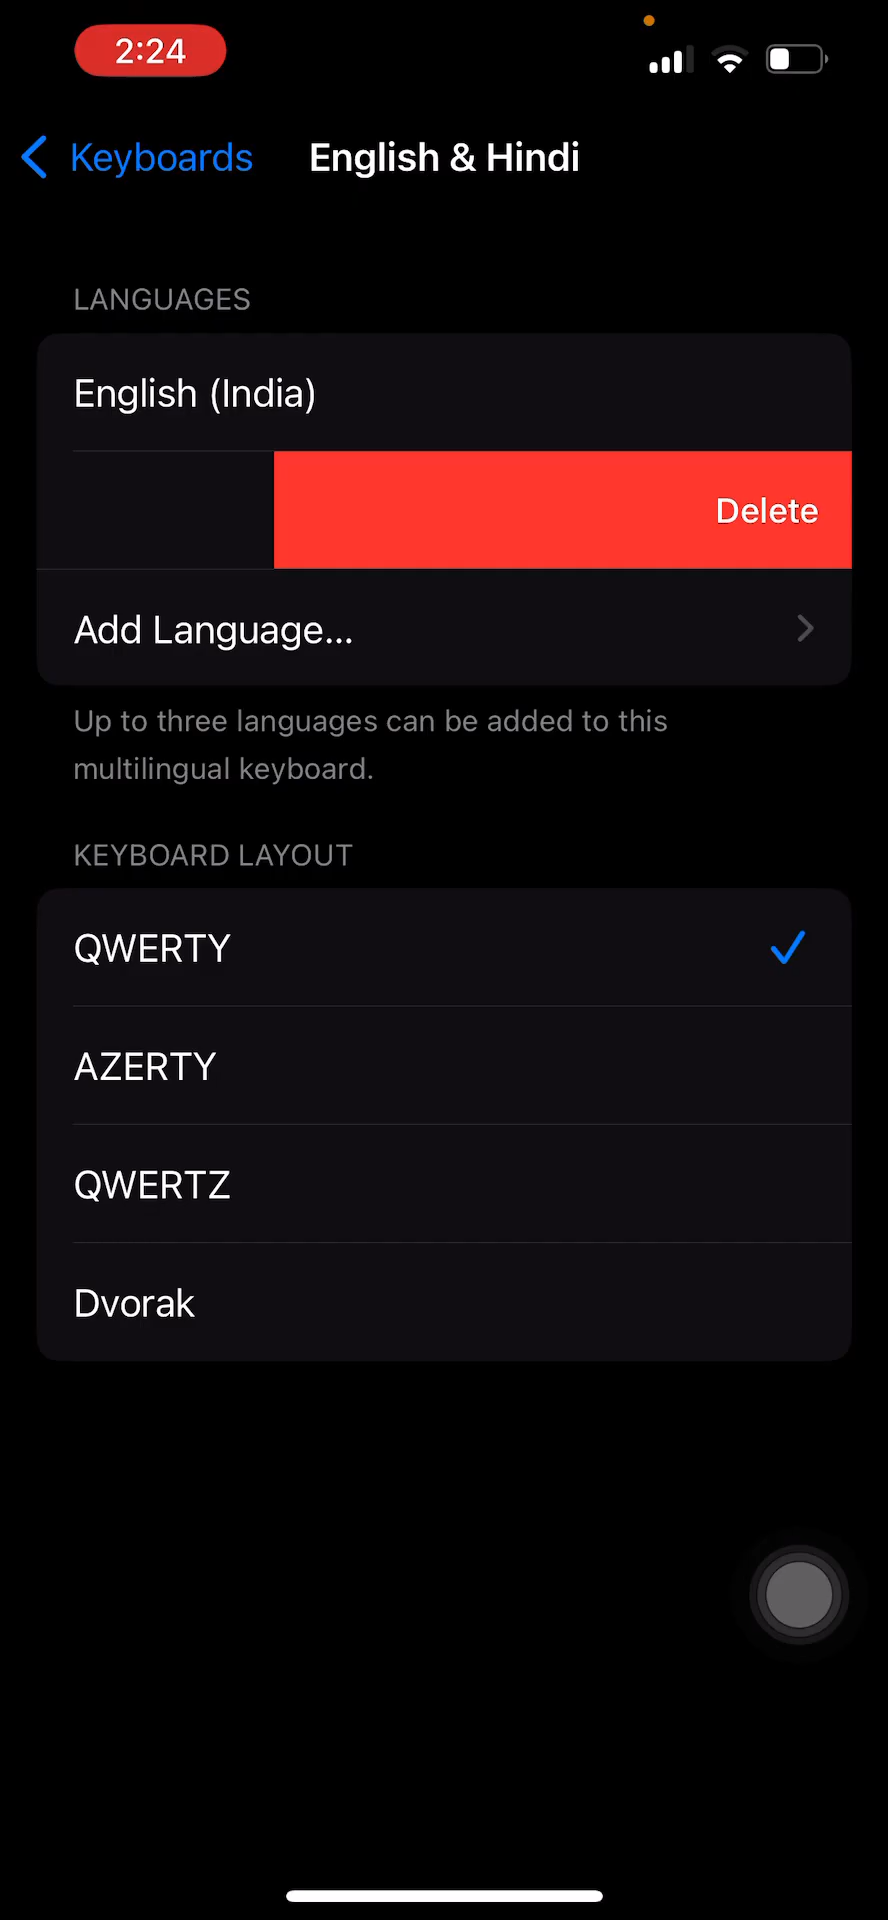 2:24
Keyboards English & Hindi
LANGUAGES
English (India)
Delete
Add Language...
Up to three languages can be added to this
multilingual keyboard.
KEYBOARD LAYOUT
QWERTY
AZERTY
QWERTZ
Dvorak